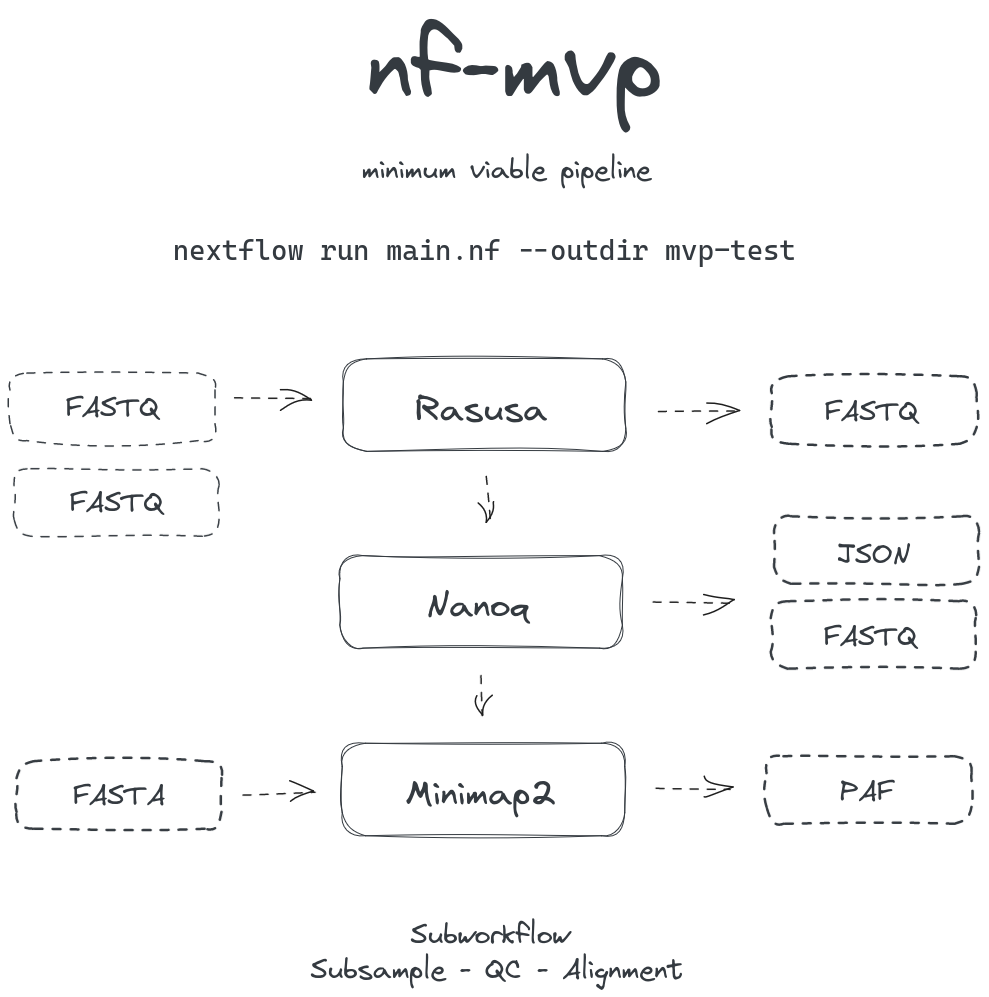 nf-mvp
minimum viable pipeline
nextflow run main.nf --outdir mvp-test
FASTQ
Rasusa
FASTQ
FASTQ
JSON
Nanoq
FASTQ
FASTA
Minimap2
PAF
Subworkflow
Subsample - QC - Alignment